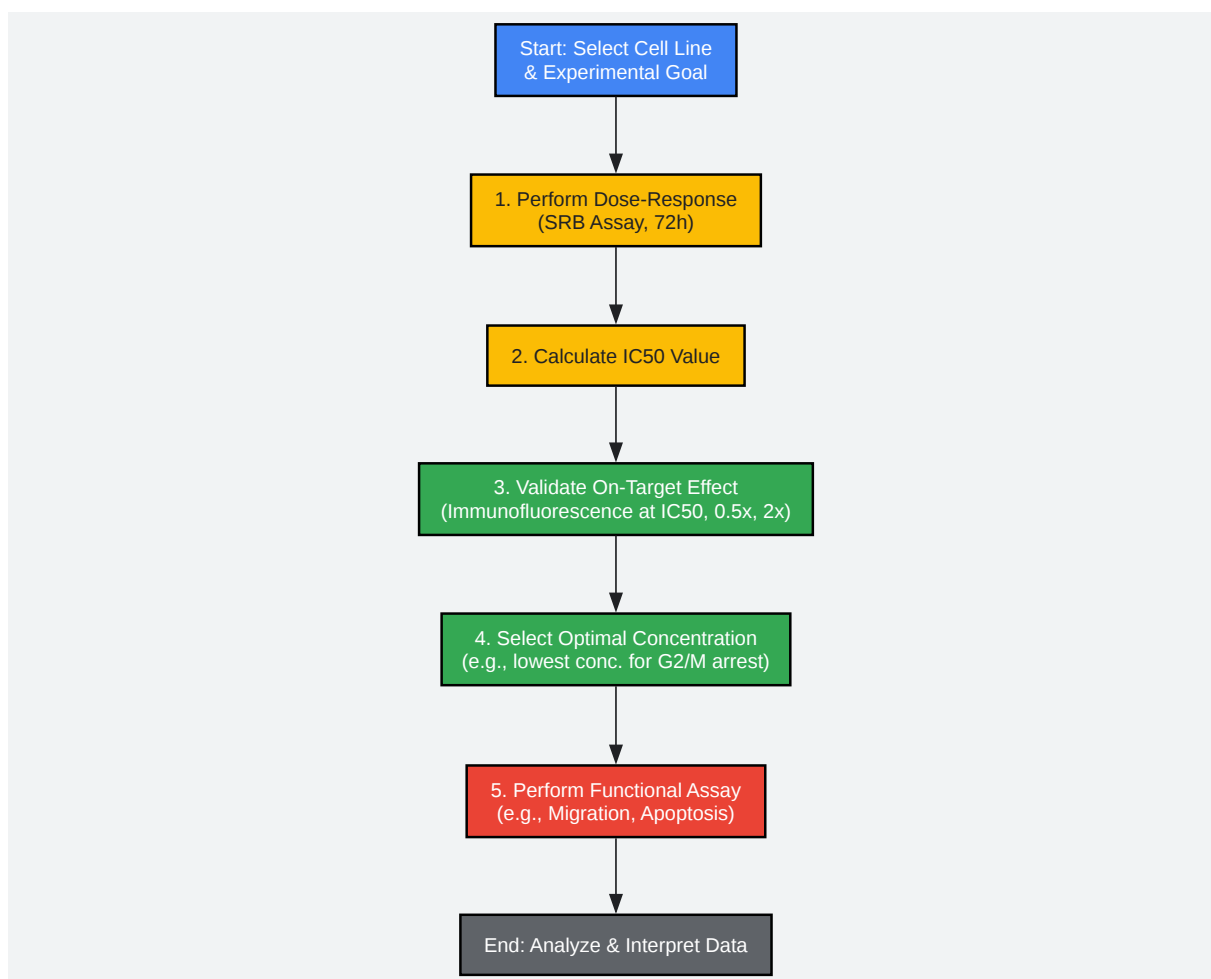 Start: Select Cell Line
& Experimental Goal
1. Perform Dose-Response
(SRB Assay, 72h)
2. Calculate IC50 Value
3. Validate On-Target Effect
(Immunofluorescence at IC50, 0.5x, 2x)
4. Select Optimal Concentration
(e.g., lowest conc. for G2/M arrest)
5. Perform Functional Assay
(e.g., Migration, Apoptosis)
End: Analyze & Interpret Data